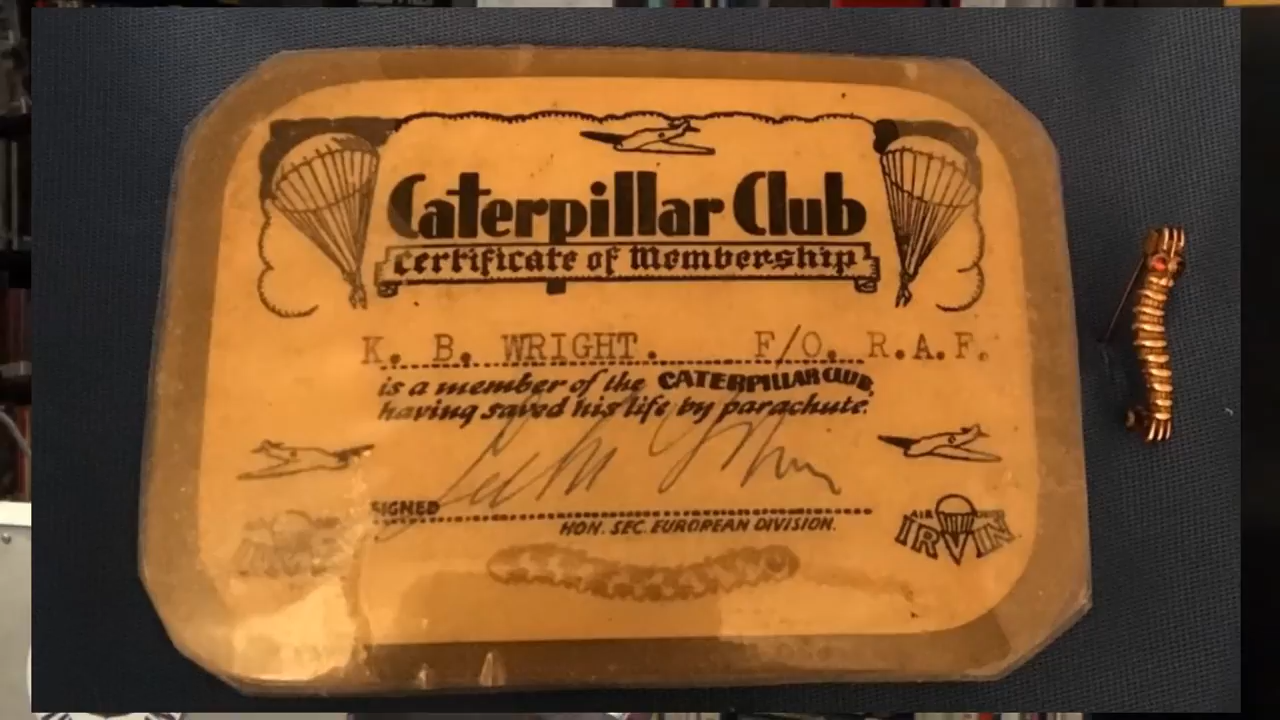 Caterpillar Club
Certificate of Membership
K. B. WRIGHT. F/O. R.A.F.
is a member of the CATERPILLAR CLUB,
having saved his life by parachute.
SIGNED
HON. SEC. EUROPEAN DIVISION.
IRVIN
AIR
IRVIN